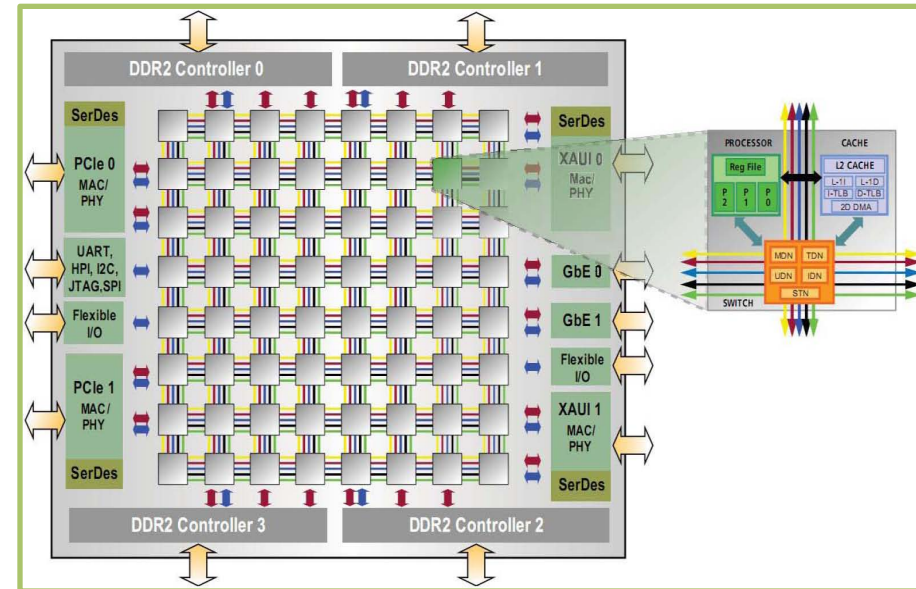 DDR2 Controller 0
DDR2 Controller 1
SerDes
PCIe 0
MAC/
PHY
UART,
HPI, I2C,
JTAG,SPI
Flexible
I/O
PCIe 1
MAC/
PHY
SerDes
SerDes
XAUI 0
Mac/
PHY
GbE 0
GbE 1
Flexible
I/O
XAUI 1
MAC/
PHY
SerDes
DDR2 Controller 3
DDR2 Controller 2
PROCESSOR
Reg File
P
2
P
1
P
0
CACHE
L2 CACHE
L-1I
L-1D
I-TLB
D-TLB
2D DMA
MDN
TDN
UDN
IDN
STN
SWITCH